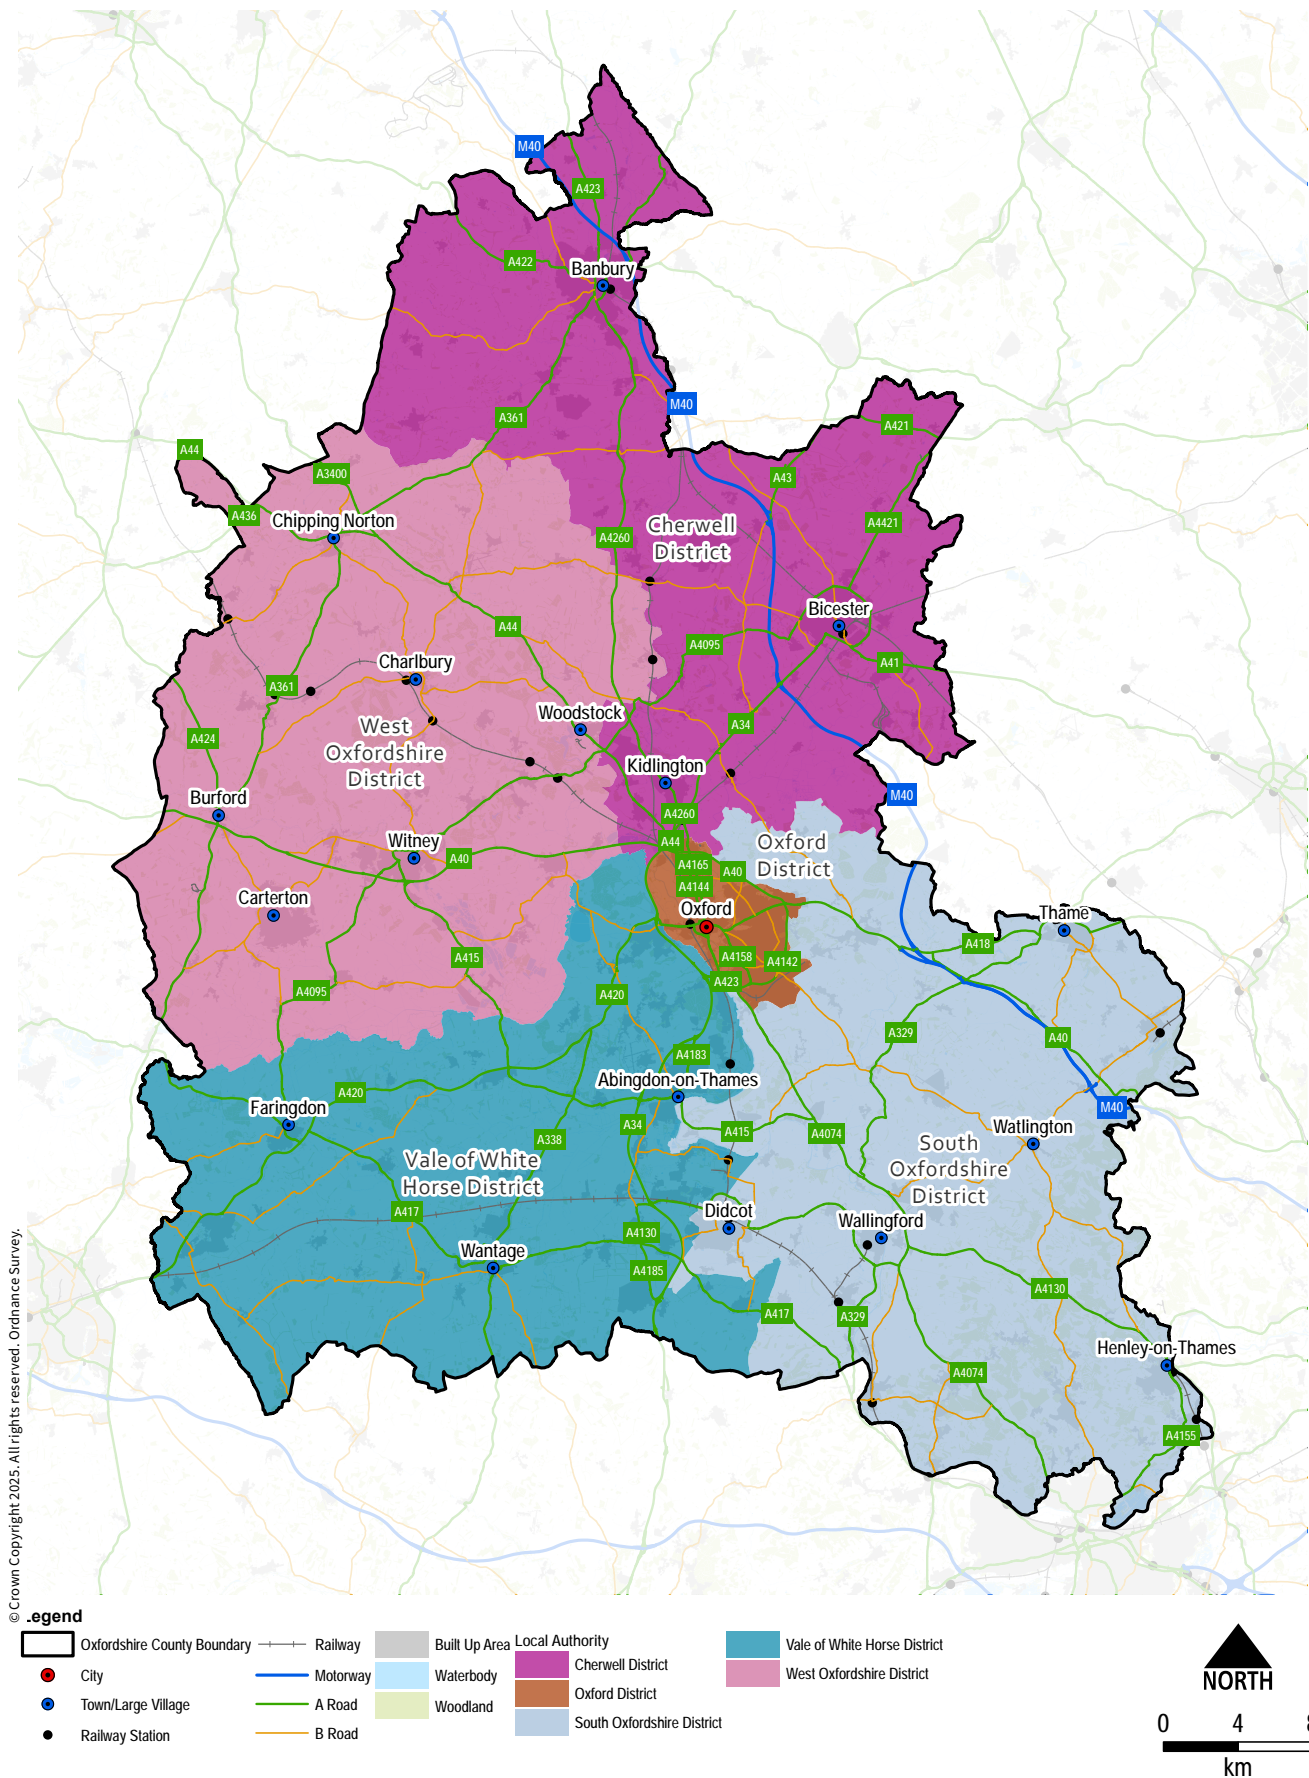 M40
A423
A422
Banbury
M40
A361
A421
A44
A3400
A43
A436
Chipping Norton
A4421
Cherwell
District
A4260
Bicester
A44
A4095
Charlbury
A41
A361
Woodstock
A34
West
Oxfordshire
District
A424
Kidlington
M40
Burford
A4260
Witney
A44
Oxford
District
A40
A4165
A40
A4144
Carterton
Oxford
Thame
A415
A4158
A4142
A418
A423
A4095
A420
A329
A40
A4183
Abingdon-on-Thames
A420
Faringdon
M40
A34
A415
A4074
Watlington
A338
South
Oxfordshire
District
Vale of White
Horse District
A417
Didcot
Wallingford
A4130
Wantage
A4185
A4130
A417
A329
Henley-on-Thames
A4074
A4155
© Crown Copyright 2025. All rights reserved. Ordnance Survey.
Legend
Oxfordshire County Boundary
City
Town/Large Village
Railway Station
Railway
Motorway
A Road
B Road
Built Up Area
Waterbody
Woodland
Local Authority
Cherwell District
Oxford District
South Oxfordshire District
Vale of White Horse District
West Oxfordshire District
NORTH
0 4 8
km